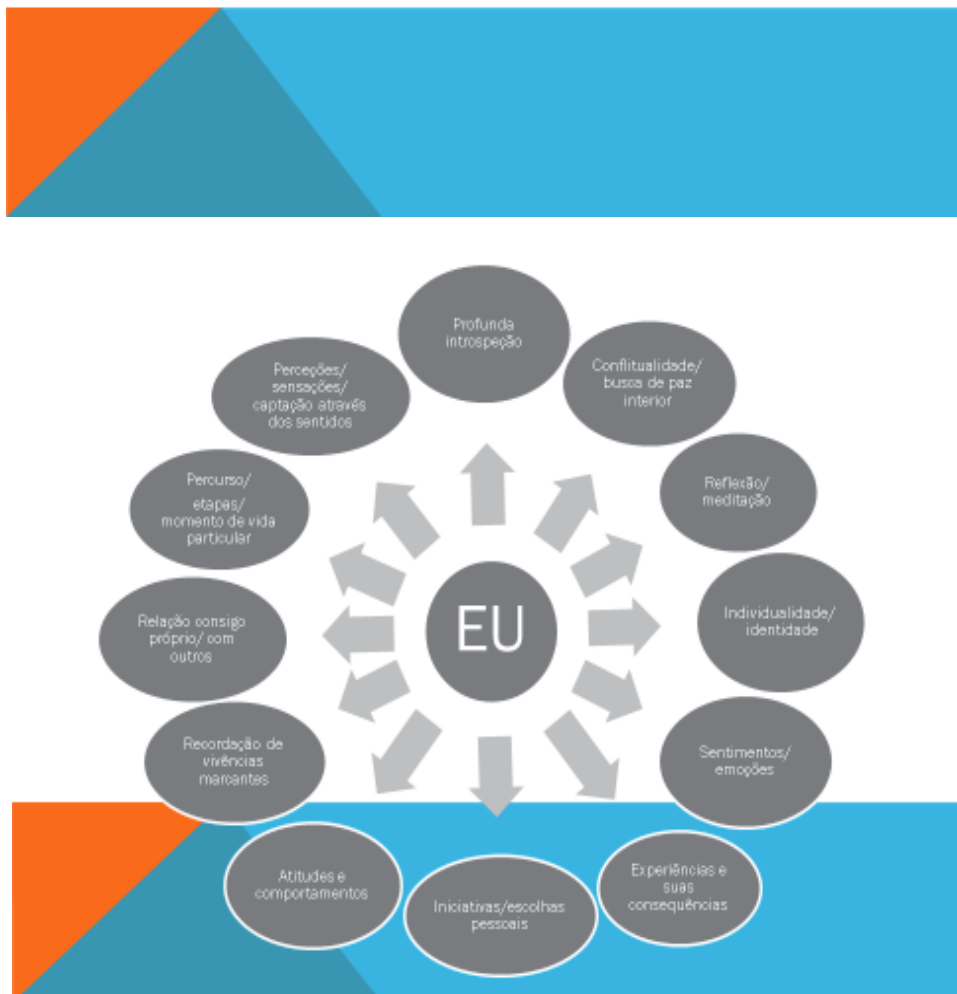 Profunda
introspeção
Conflitualidade/
busca de paz
interior
Reflexão/
meditação
Individualidade/
identidade
Sentimentos/
emoções
Experiências e
suas
consequências
Iniciativas/escolhas
pessoais
Atitudes e
comportamentos
Recordação de
vivências
marcantes
Relação consigo
próprio/ com
outros
Percurso/
etapas/
momento de vida
particular
Perceções/
sensações/
captação através
dos sentidos
EU